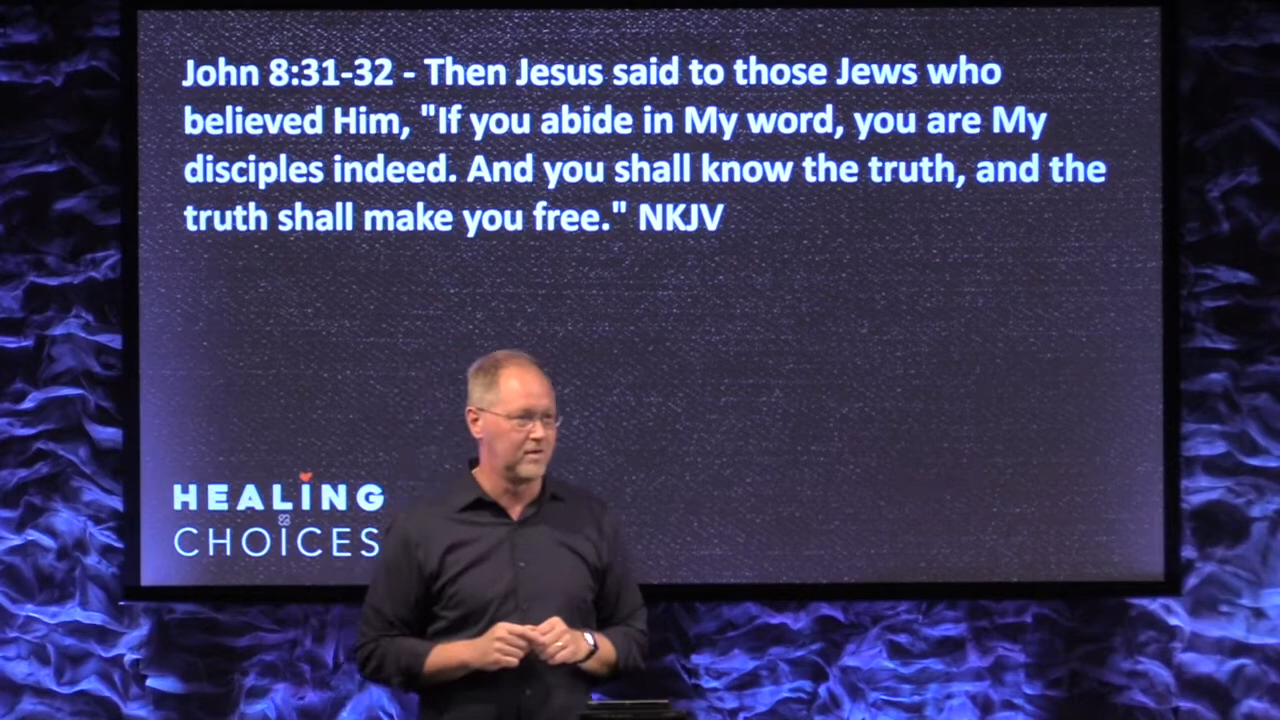 John 8:31-32 - Then Jesus said to those Jews who
believed Him, "If you abide in My word, you are My
disciples indeed. And you shall know the truth, and the
truth shall make you free." NKJV
HEALING
CHOICES